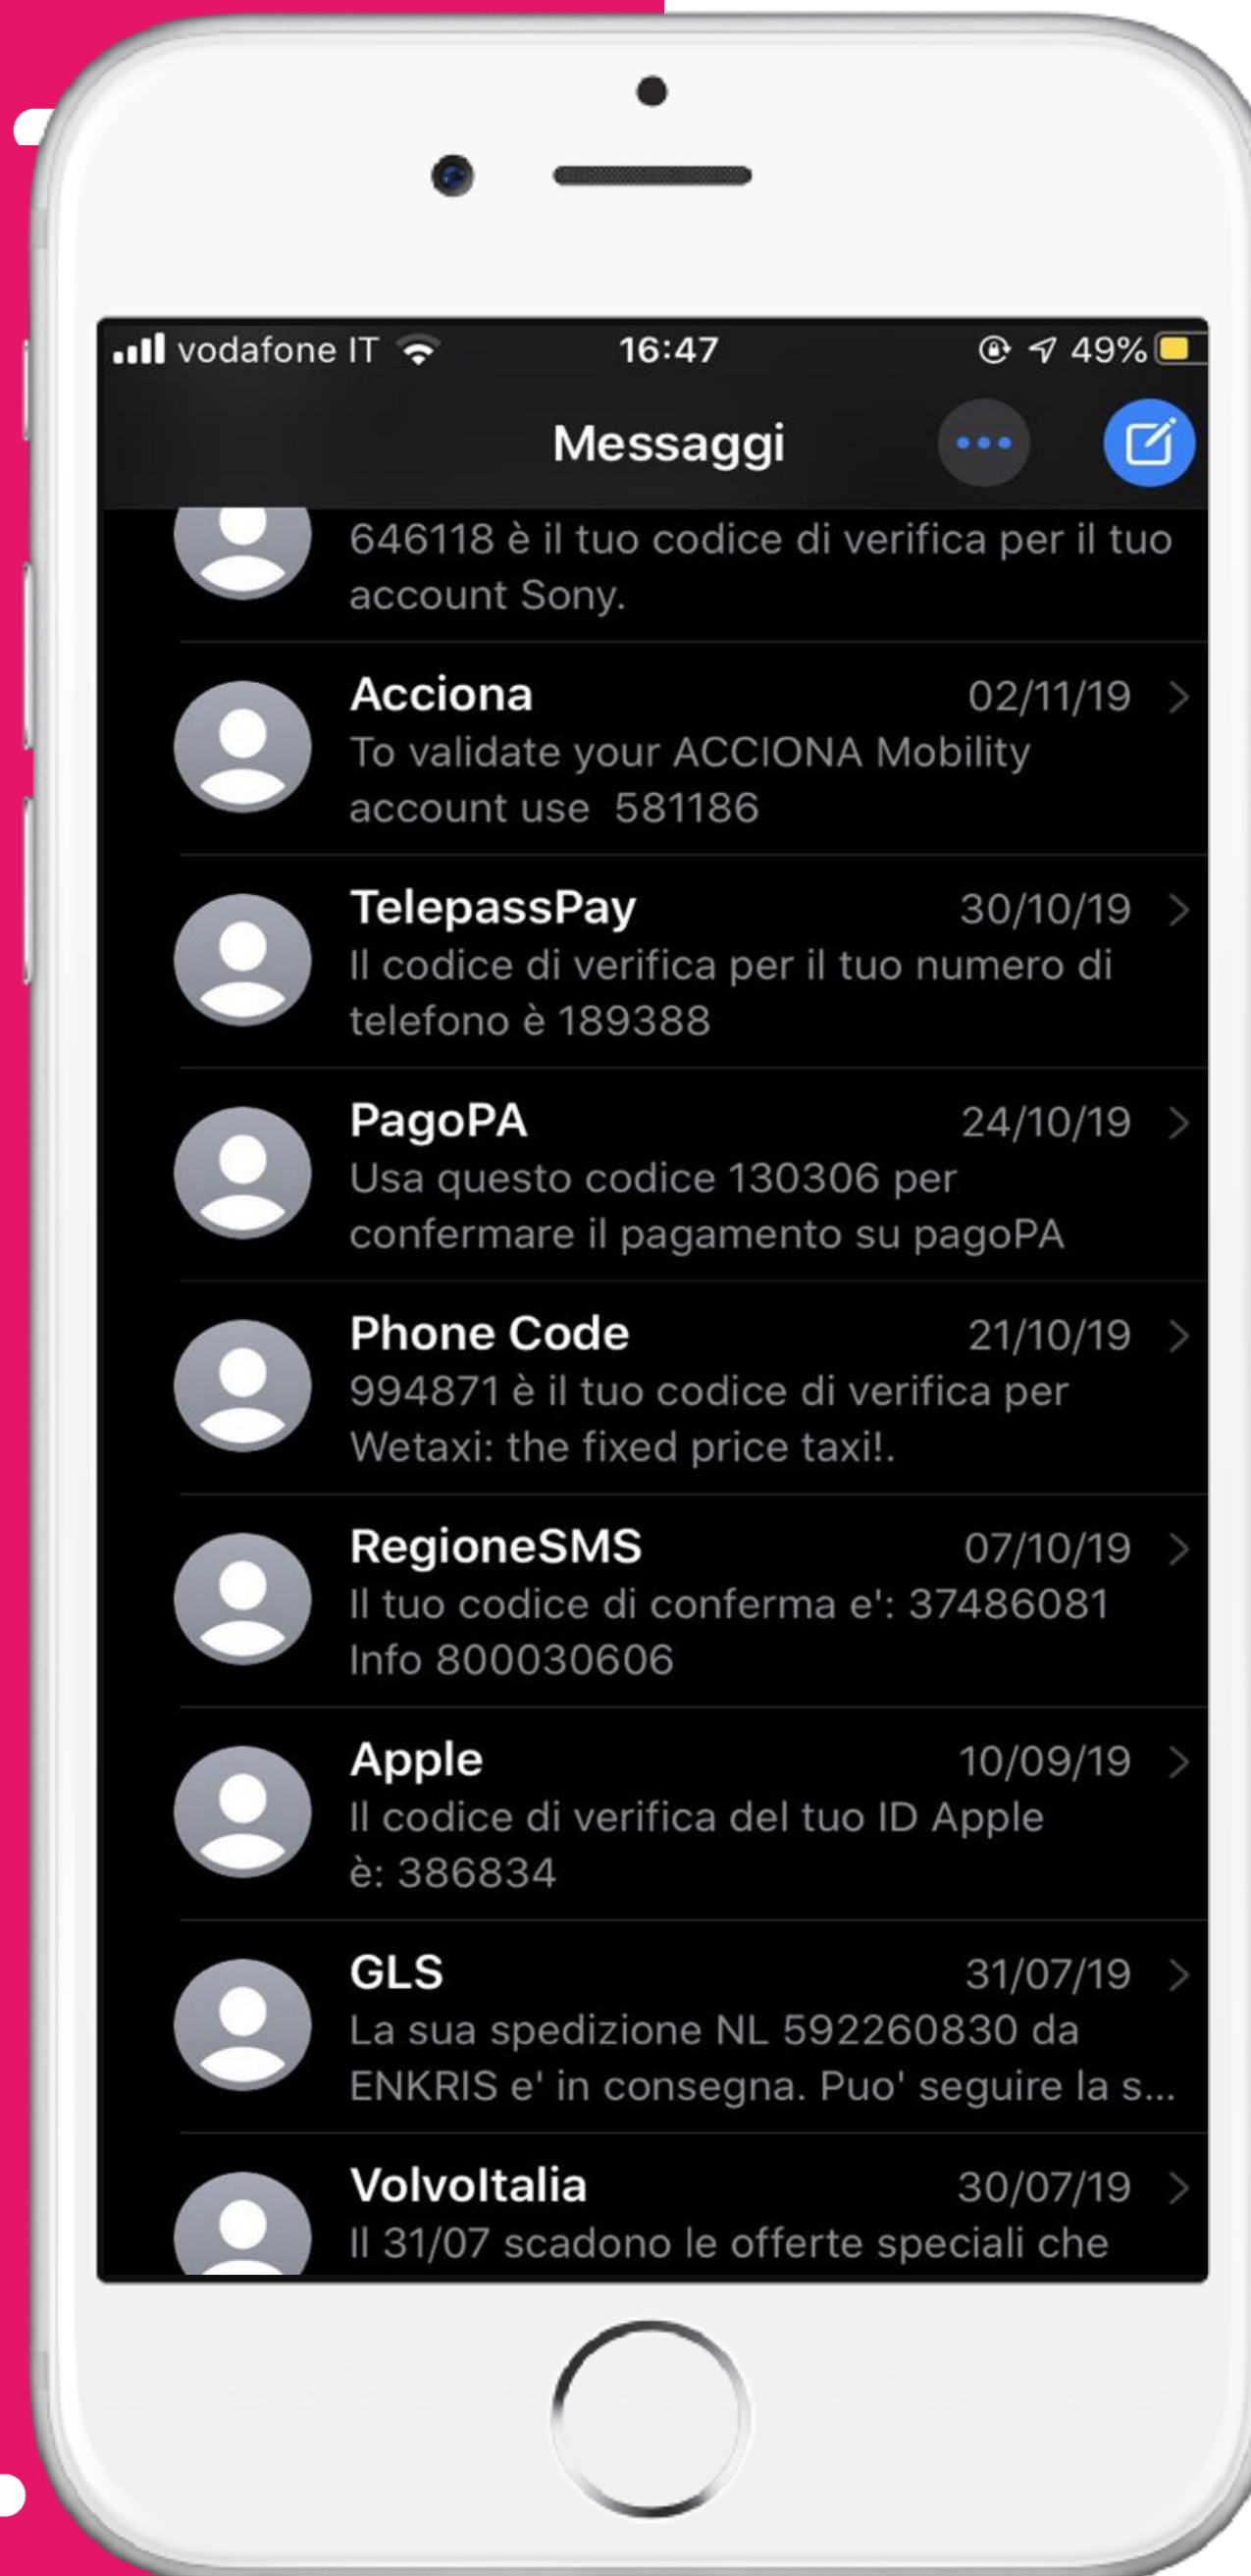 vodafone IT 16:47 49%
Messaggi
646118 è il tuo codice di verifica per il tuo
account Sony.
Acciona 02/11/19
To validate your ACCIONA Mobility
account use 581186
TelepassPay 30/10/19
Il codice di verifica per il tuo numero di
telefono è 189388
PagoPA 24/10/19
Usa questo codice 130306 per
confermare il pagamento su pagoPA
Phone Code 21/10/19
994871 è il tuo codice di verifica per
Wetaxi: the fixed price taxi!.
RegioneSMS 07/10/19
Il tuo codice di conferma e': 37486081
Info 800030606
Apple 10/09/19
Il codice di verifica del tuo ID Apple
è: 386834
GLS 31/07/19
La sua spedizione NL 592260830 da
ENKRIS e' in consegna. Puo' seguire la s...
VolvoItalia 30/07/19
Il 31/07 scadono le offerte speciali che